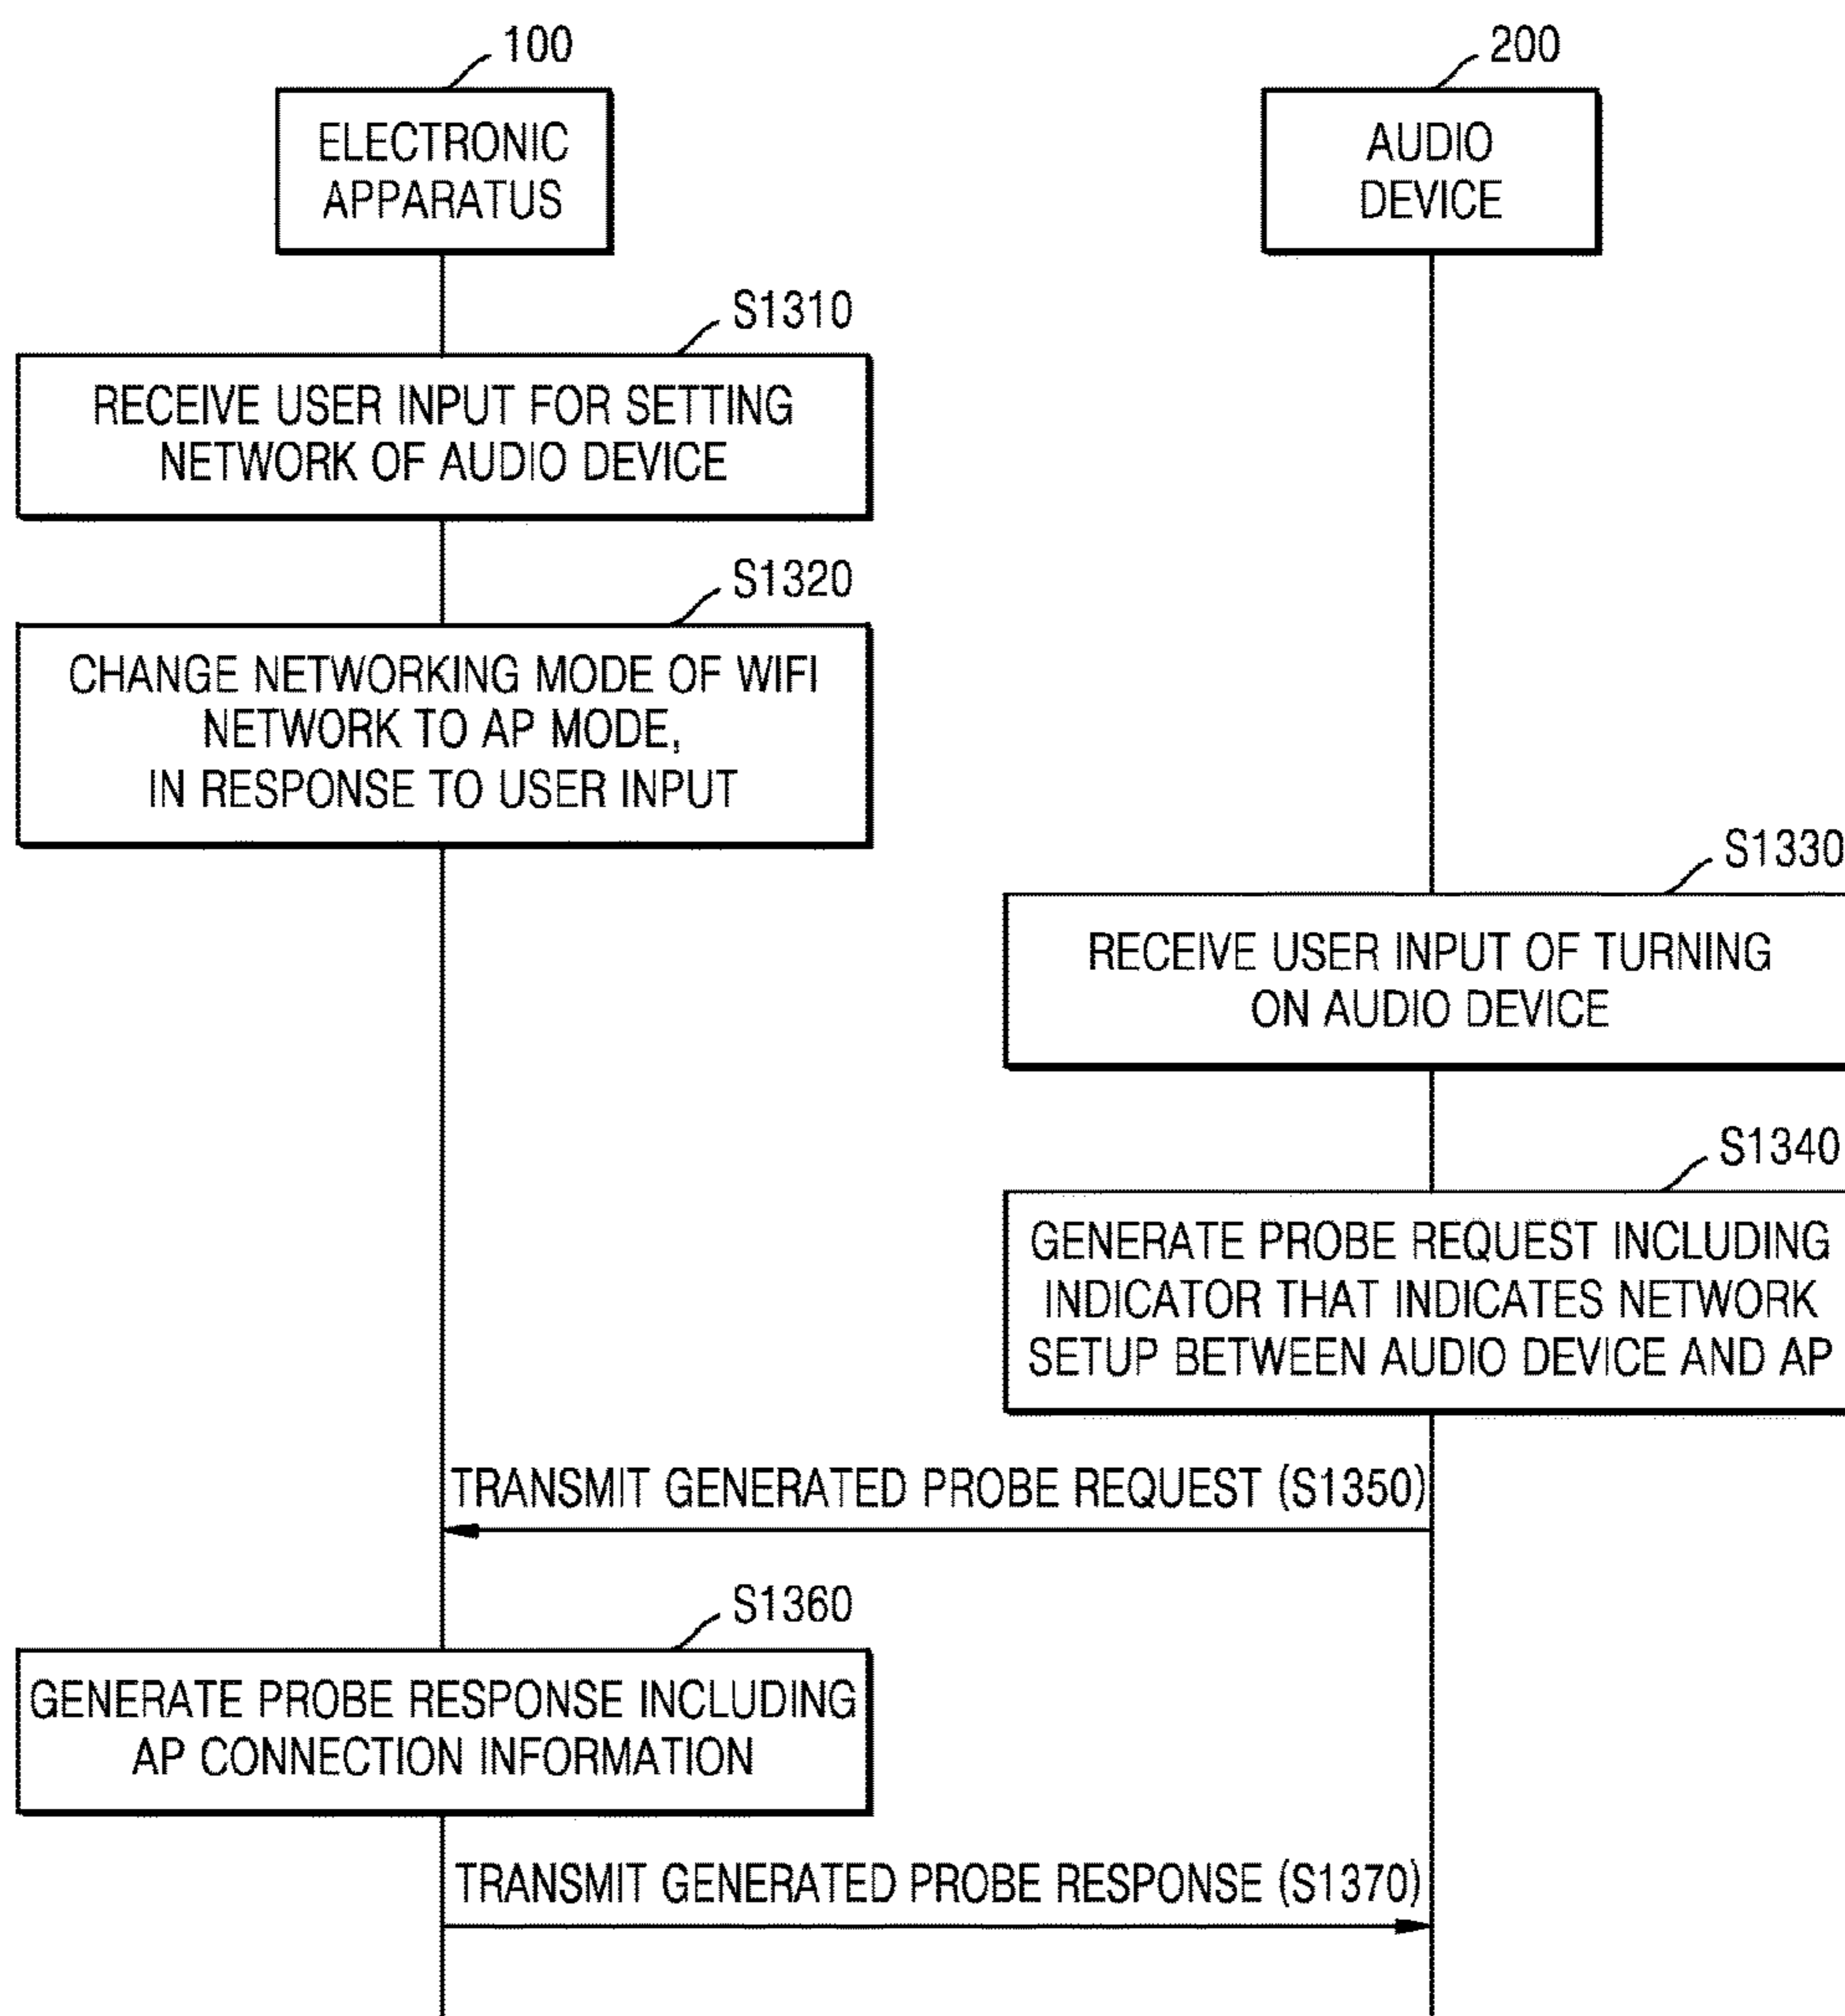 100
ELECTRONIC
APPARATUS
200
AUDIO
DEVICE
S1310
RECEIVE USER INPUT FOR SETTING
NETWORK OF AUDIO DEVICE
S1320
CHANGE NETWORKING MODE OF WIFI
NETWORK TO AP MODE,
IN RESPONSE TO USER INPUT
S1330
RECEIVE USER INPUT OF TURNING
ON AUDIO DEVICE
S1340
GENERATE PROBE REQUEST INCLUDING
INDICATOR THAT INDICATES NETWORK
SETUP BETWEEN AUDIO DEVICE AND AP
TRANSMIT GENERATED PROBE REQUEST (S1350)
S1360
GENERATE PROBE RESPONSE INCLUDING
AP CONNECTION INFORMATION
TRANSMIT GENERATED PROBE RESPONSE (S1370)